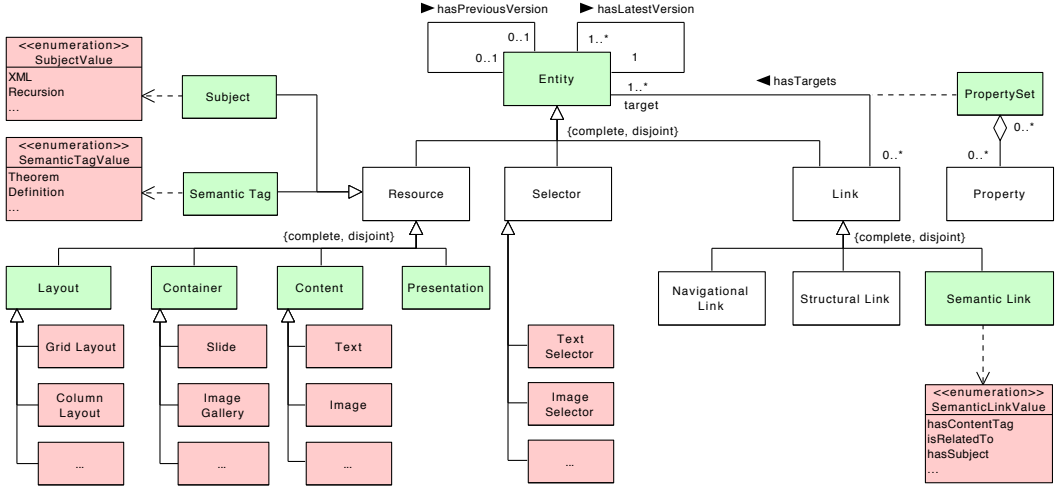 hasPreviousVersion
hasLatestVersion
0..1
1..*
0..1
1
Entity
<<enumeration>>
SubjectValue
XML
Recursion
...
Subject
1..*
target
hasTargets
PropertySet
0..*
{complete, disjoint}
<<enumeration>>
SemanticTagValue
Theorem
Definition
...
Semantic Tag
Resource
Selector
0..*
Link
0..*
Property
{complete, disjoint}
{complete, disjoint}
Layout
Container
Content
Presentation
Navigational
Link
Structural Link
Semantic Link
Grid Layout
Slide
Text
Text
Selector
Column
Layout
Image
Gallery
Image
Image
Selector
<<enumeration>>
SemanticLinkValue
hasContentTag
isRelatedTo
hasSubject
...
...
...
...
...